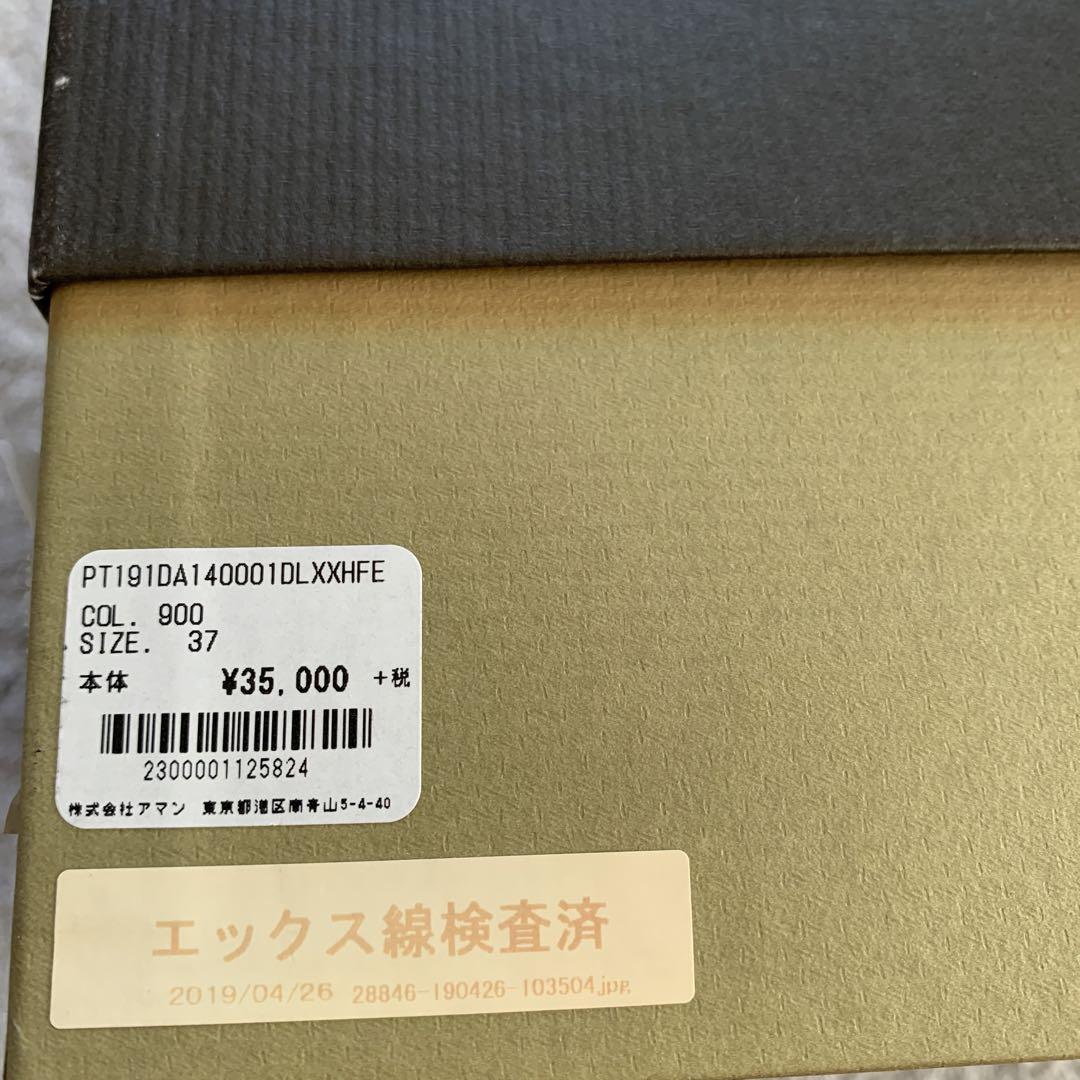 PT191DA140001DLXXHFE
COL. 900
SIZE. 37
本体 ¥35,000 +税
2300001125824
株式会社アマン 東京都港区南青山5-4-40
エックス線検査済
2019/04/26 28846-190426-103504jpg